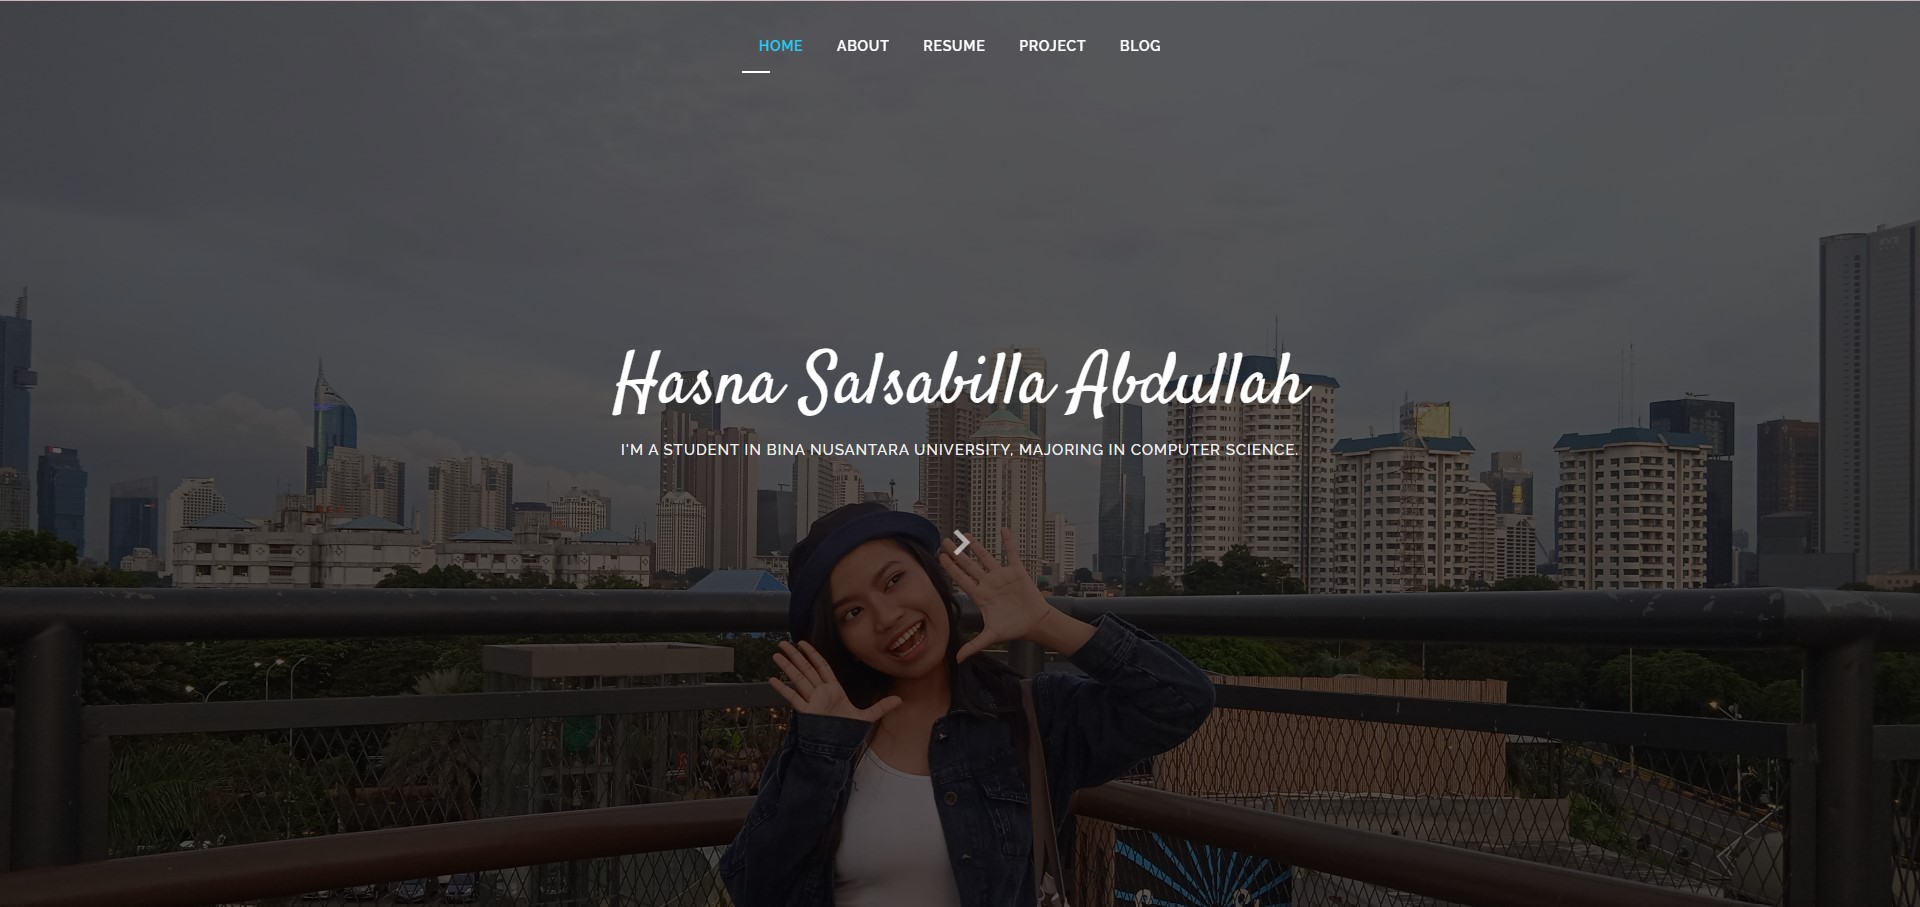 HOME ABOUT RESUME PROJECT BLOG
Hasna Salsabilla Abdullah
I'M A STUDENT IN BINA NUSANTARA UNIVERSITY, MAJORING IN COMPUTER SCIENCE.